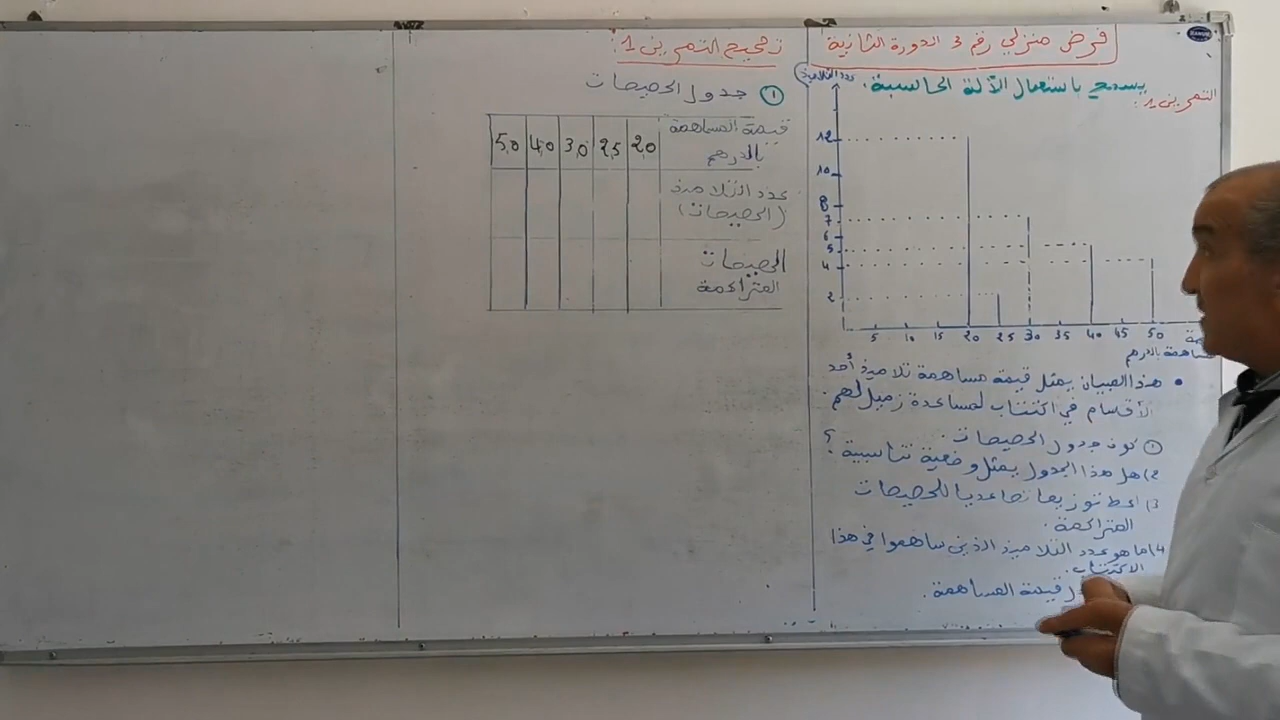 فرض منزلي رقم 3 الدورة الثانية
يسمح باستعمال الآلة الحاسبة.
التمرين 1:
عدد التلاميذ
12
10
8
7
6
5
4
2
5 10 15 20 25 30 35 40 45 50
مساهمة بالدرهم
• هذا المبيان يمثل قيمة مساهمة تلاميذ أحد
الأقسام في اكتتاب لمساعدة زميل لهم.
① كون جدول الحصيصات
2) هل هذا الجدول يمثل وضعية تناسبية ؟
3) اعط توزيعا تصاعديا للحصيصات
المتراكمة.
4) ما هو عدد التلاميذ الذين ساهموا في هذا
الاكتتاب.
قيمة المساهمة.
تصحيح التمرين 1:
① جدول الحصيصات
قيمة المساهمة بالدرهم 20 25 30 40 50
عدد التلاميذ
(الحصيصات)
الحصيصات
المتراكمة